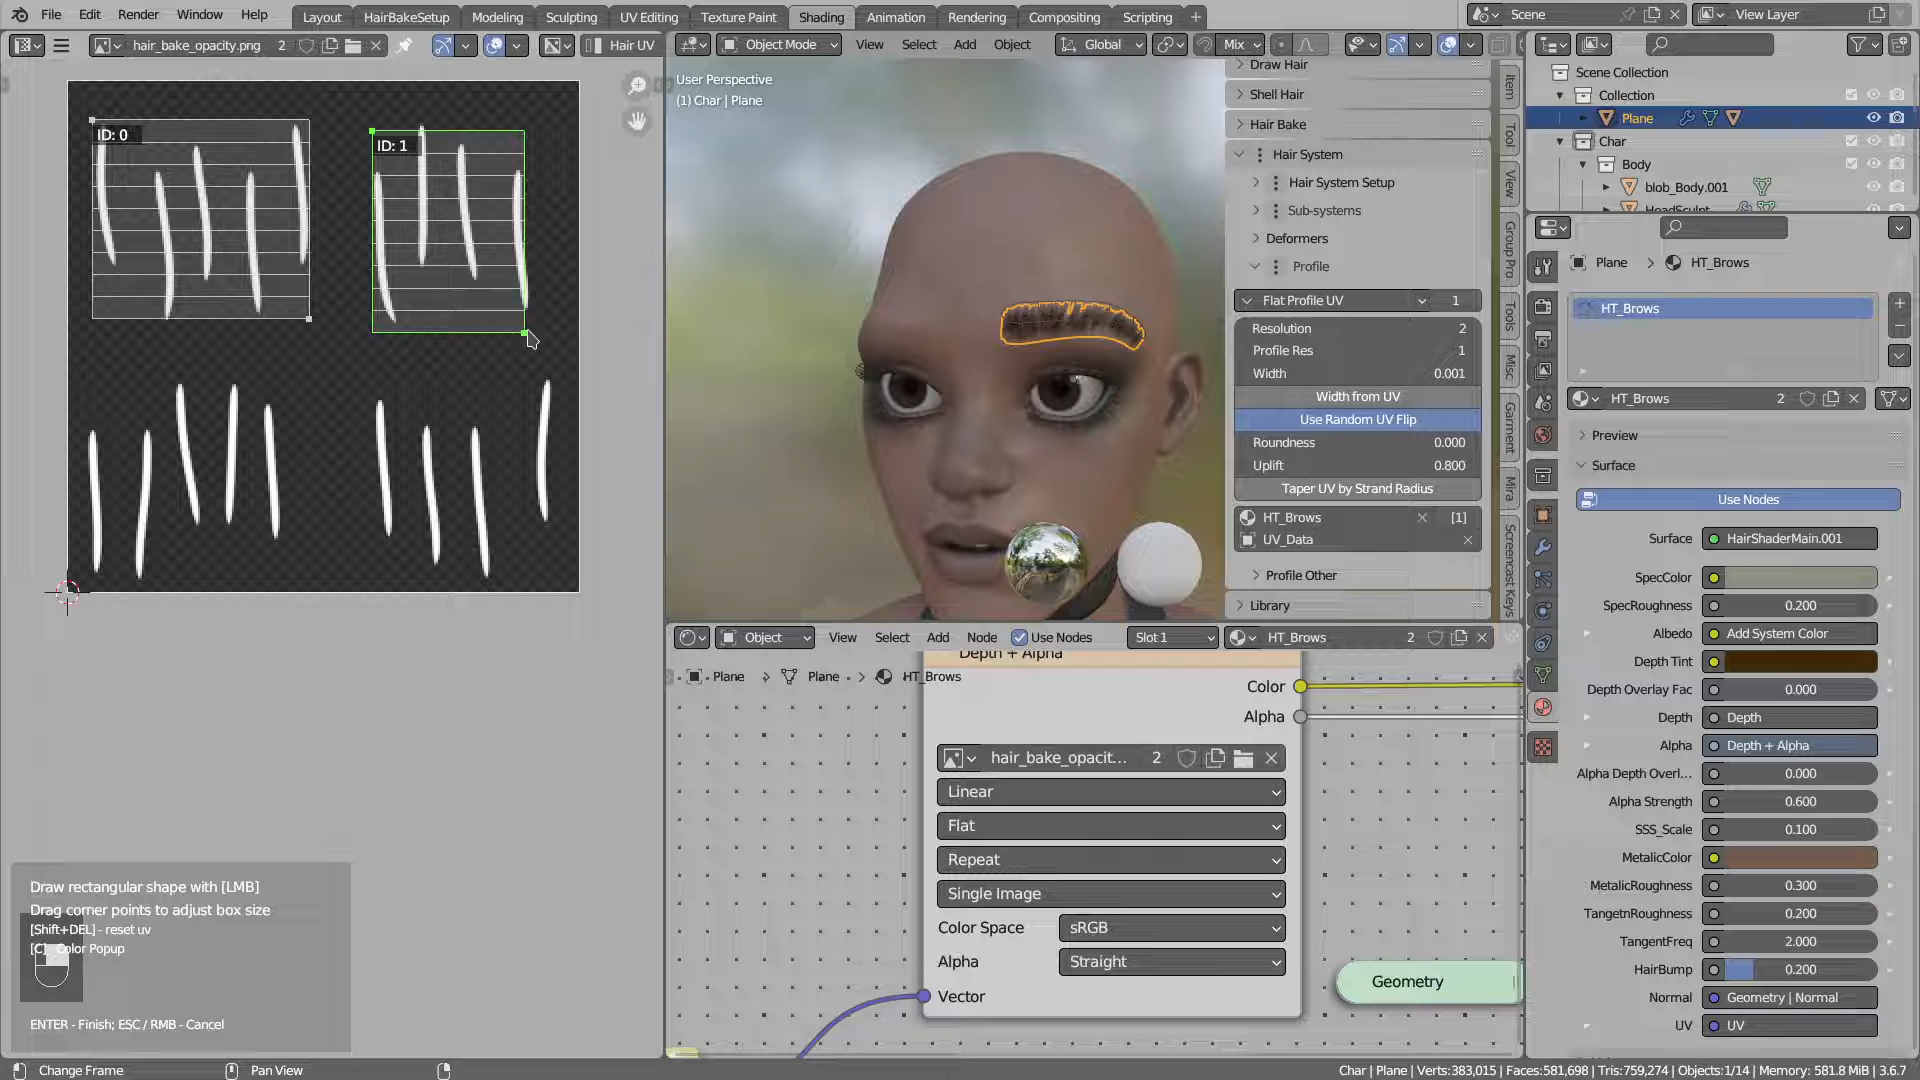 File Edit Render Window Help Layout HairBakeSetup Modeling Sculpting UV Editing Texture Paint Shading Animation Rendering Compositing Scripting + Scene View Layer
hair_bake_opacity.png 2 Hair UV
Object Mode View Select Add Object Global Mix
ID: 0
ID: 1
Draw rectangular shape with [LMB]
Drag corner points to adjust box size
[Shift+DEL] - reset uv
[C] - Color Popup
ENTER - Finish; ESC / RMB - Cancel
User Perspective
(1) Char | Plane
Draw Hair
Shell Hair
Hair Bake
Hair System
Hair System Setup
Sub-systems
Deformers
Profile
Flat Profile UV 1
Resolution 2
Profile Res 1
Width 0.001
Width from UV
Use Random UV Flip
Roundness 0.000
Uplift 0.800
Taper UV by Strand Radius
HT_Brows [1]
UV_Data
Profile Other
Library
Item
Tool
View
Group Pro
Tools
Misc
Garment
Mira
Screencast Keys
Object View Select Add Node Use Nodes Slot 1 HT_Brows 2
Plane Plane HT_Brows
Depth + Alpha
Color
Alpha
hair_bake_opacit... 2
Linear
Flat
Repeat
Single Image
Color Space sRGB
Alpha Straight
Vector
Geometry
Scene Collection
Collection
Plane
Char
Body
blob_Body.001
HeadSculpt
Plane > HT_Brows
HT_Brows
HT_Brows 2
Preview
Surface
Use Nodes
Surface HairShaderMain.001
SpecColor
SpecRoughness 0.200
Albedo Add System Color
Depth Tint
Depth Overlay Fac 0.000
Depth Depth
Alpha Depth + Alpha
Alpha Depth Overl... 0.000
Alpha Strength 0.600
SSS_Scale 0.100
MetalicColor
MetalicRoughness 0.300
TangetnRoughness 0.200
TangentFreq 2.000
HairBump 0.200
Normal Geometry | Normal
UV UV
Change Frame Pan View Char | Plane | Verts:383,015 | Faces:581,698 | Tris:759,274 | Objects:1/14 | Memory: 581.8 MiB | 3.6.7